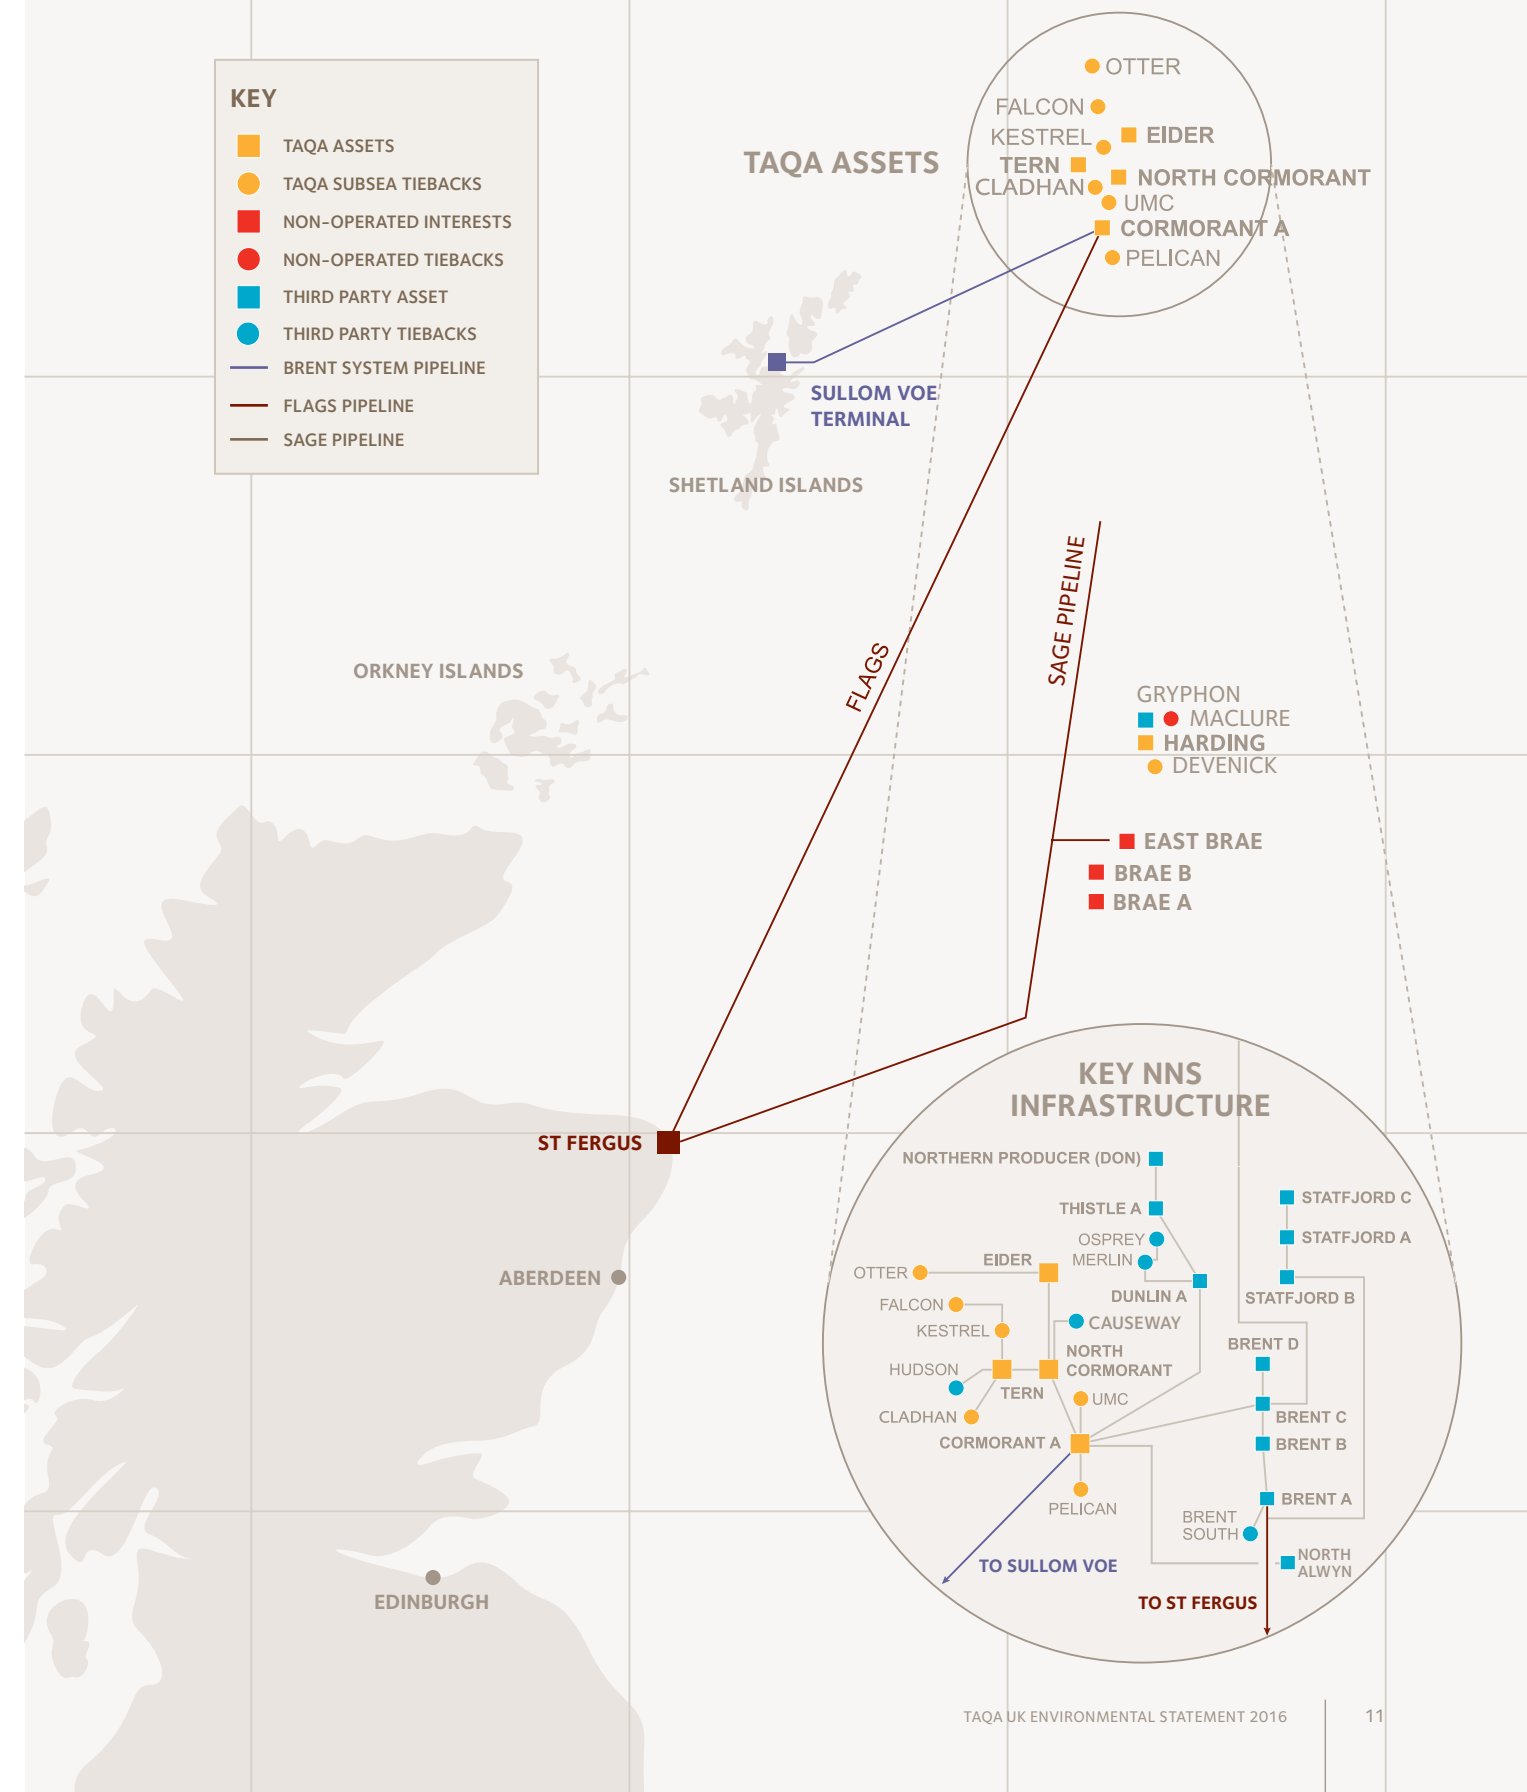 KEY
TAQA ASSETS
TAQA SUBSEA TIEBACKS
NON-OPERATED INTERESTS
NON-OPERATED TIEBACKS
THIRD PARTY ASSET
THIRD PARTY TIEBACKS
BRENT SYSTEM PIPELINE
FLAGS PIPELINE
SAGE PIPELINE
TAQA ASSETS
OTTER
FALCON
KESTREL
EIDER
TERN
NORTH CORMORANT
CLADHAN
UMC
CORMORANT A
PELICAN
SULLOM VOE
TERMINAL
SHETLAND ISLANDS
ORKNEY ISLANDS
FLAGS
SAGE PIPELINE
GRYPHON
MACLURE
HARDING
DEVENICK
EAST BRAE
BRAE B
BRAE A
ST FERGUS
ABERDEEN
EDINBURGH
KEY NNS
INFRASTRUCTURE
NORTHERN PRODUCER (DON)
THISTLE A
OSPREY
MERLIN
DUNLIN A
STATFJORD C
STATFJORD A
STATFJORD B
EIDER
OTTER
FALCON
KESTREL
CAUSEWAY
HUDSON
NORTH
CORMORANT
TERN
UMC
CLADHAN
CORMORANT A
PELICAN
BRENT D
BRENT C
BRENT B
BRENT A
BRENT
SOUTH
NORTH
ALWYN
TO SULLOM VOE
TO ST FERGUS
TAQA UK ENVIRONMENTAL STATEMENT 2016
11